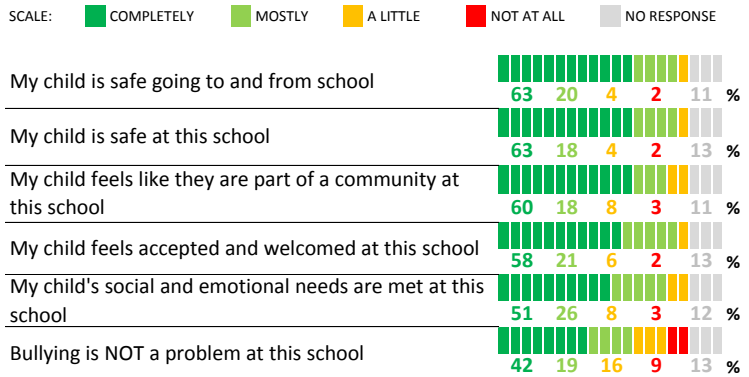 SCALE: COMPLETELY MOSTLY A LITTLE NOT AT ALL NO RESPONSE
My child is safe going to and from school
63 20 4 2 11 %
My child is safe at this school
63 18 4 2 13 %
My child feels like they are part of a community at
this school
60 18 8 3 11 %
My child feels accepted and welcomed at this school
58 21 6 2 13 %
My child's social and emotional needs are met at this
school
51 26 8 3 12 %
Bullying is NOT a problem at this school
42 19 16 9 13 %